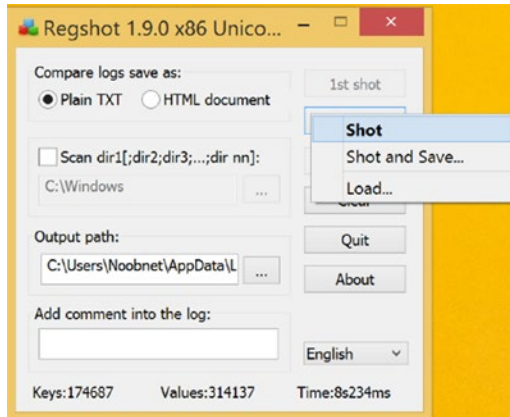 Regshot 1.9.0 x86 Unico...
Compare logs save as:
Plain TXT
HTML document
1st shot
Shot
Shot and Save...
Load...
Scan dir1[;dir2;dir3;...;dir nn]:
C:\Windows
...
Clear
Output path:
C:\Users\Noobnet\AppData\L
...
Quit
About
Add comment into the log:
English
Keys:174687
Values:314137
Time:8s234ms